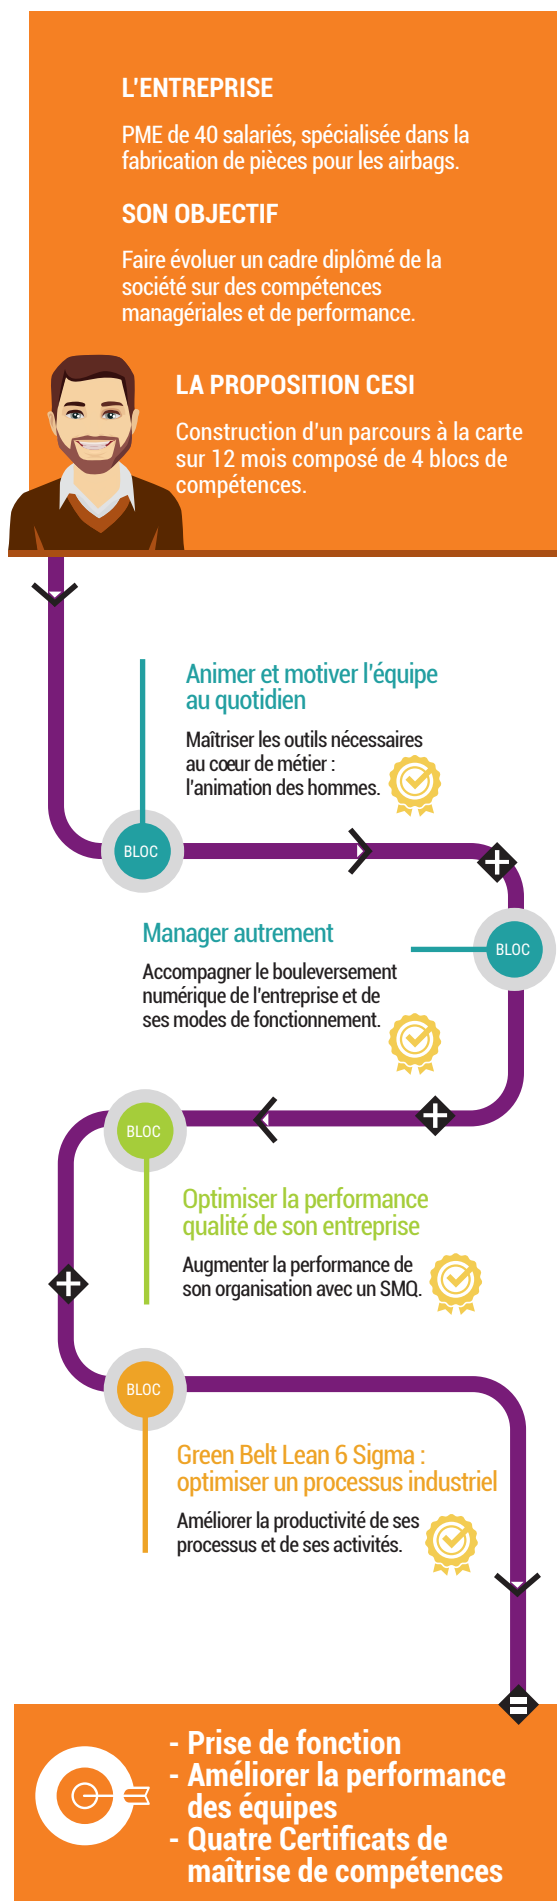 L'ENTREPRISE
PME de 40 salariés, spécialisée dans la
fabrication de pièces pour les airbags.
SON OBJECTIF
Faire évoluer un cadre diplômé de la
société sur des compétences
managériales et de performance.
LA PROPOSITION CESI
Construction d'un parcours à la carte
sur 12 mois composé de 4 blocs de
compétences.
Animer et motiver l'équipe
au quotidien
Maîtriser les outils nécessaires
au cœur de métier :
l'animation des hommes.
BLOC
Manager autrement
BLOC
Accompagner le bouleversement
numérique de l'entreprise et de
ses modes de fonctionnement.
BLOC
Optimiser la performance
qualité de son entreprise
Augmenter la performance de
son organisation avec un SMQ.
BLOC
Green Belt Lean 6 Sigma :
optimiser un processus industriel
Améliorer la productivité de ses
processus et de ses activités.
- Prise de fonction
- Améliorer la performance
des équipes
- Quatre Certificats de
maîtrise de compétences